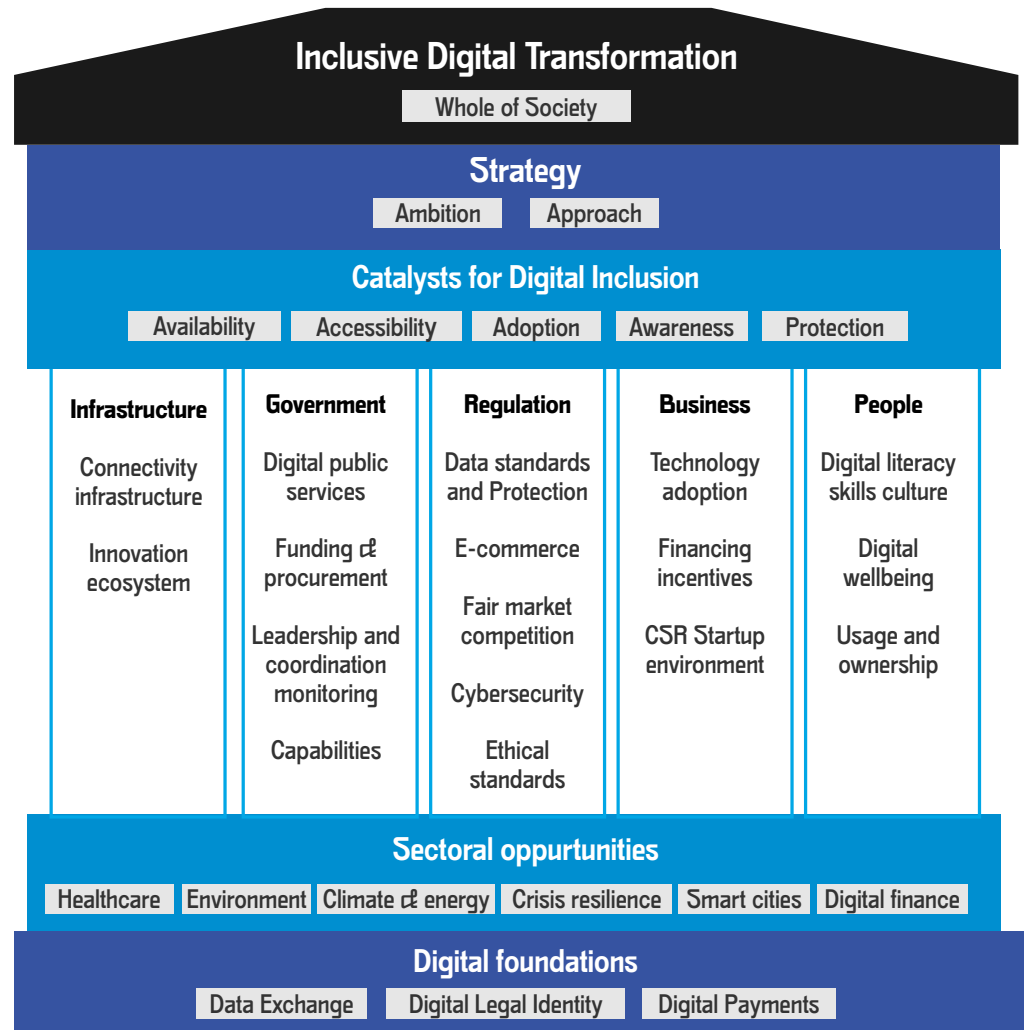 Inclusive Digital Transformation
Whole of Society
Strategy
Ambition
Approach
Catalysts for Digital Inclusion
Availability
Accessibility
Adoption
Awareness
Protection
Infrastructure
Connectivity
infrastructure
Innovation
ecosystem
Government
Digital public
services
Funding &
procurement
Leadership and
coordination
monitoring
Capabilities
Regulation
Data standards
and Protection
E-commerce
Fair market
competition
Cybersecurity
Ethical
standards
Business
Technology
adoption
Financing
incentives
CSR Startup
environment
People
Digital literacy
skills culture
Digital
wellbeing
Usage and
ownership
Sectoral oppurtunities
Healthcare
Environment
Climate & energy
Crisis resilience
Smart cities
Digital finance
Digital foundations
Data Exchange
Digital Legal Identity
Digital Payments